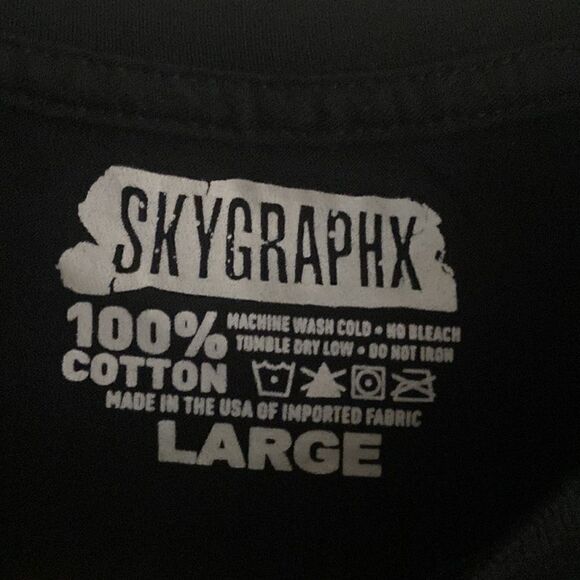 SKYGRAPHX
100% COTTON
MACHINE WASH COLD • NO BLEACH
TUMBLE DRY LOW • DO NOT IRON
MADE IN THE USA OF IMPORTED FABRIC
LARGE